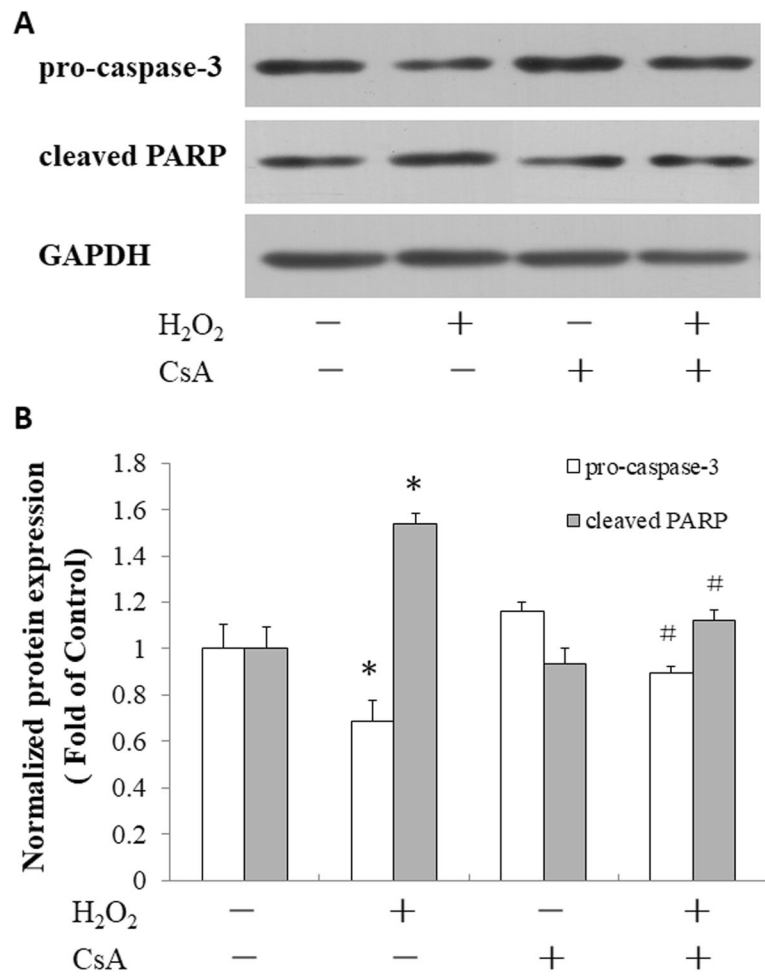 A
pro-caspase-3
cleaved PARP
GAPDH
H₂O₂ − + − +
CsA − − + +
B
Normalized protein expression
( Fold of Control)
1.8
1.6
1.4
1.2
1
0.8
0.6
0.4
0.2
0
pro-caspase-3
cleaved PARP
*
*
#
#
H₂O₂ − + − +
CsA − − + +